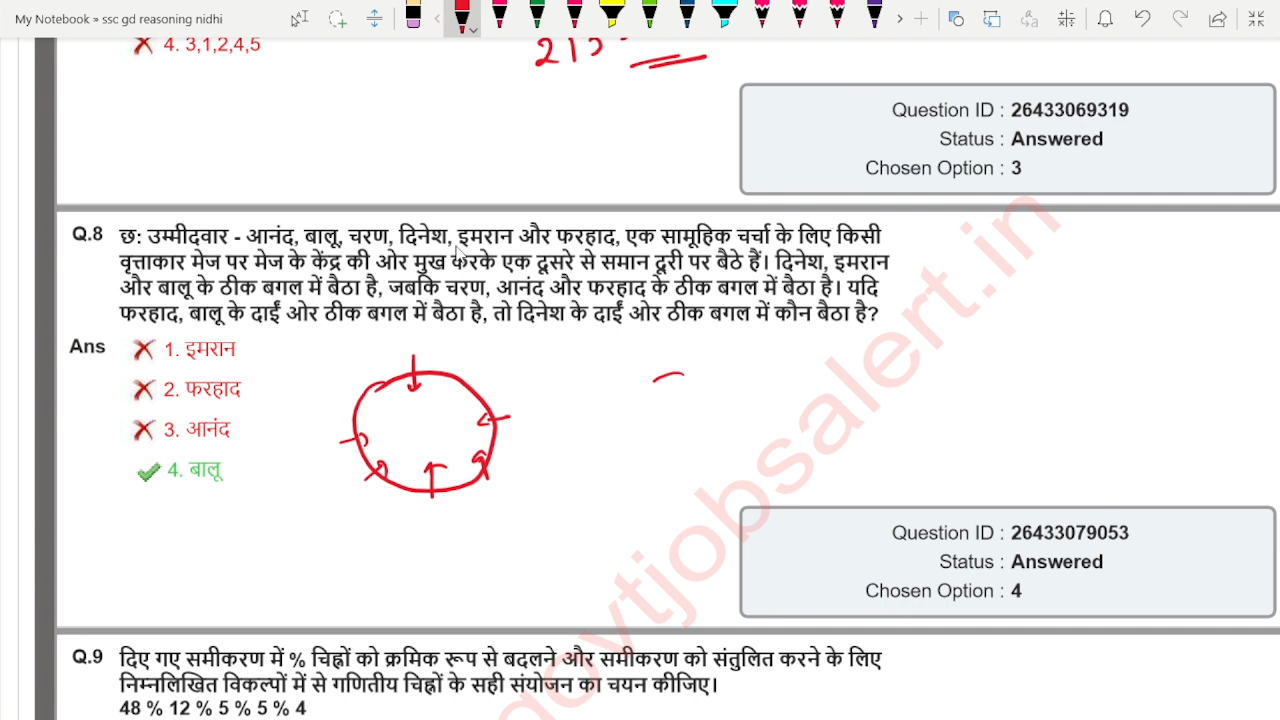 My Notebook » ssc gd reasoning nidhi
4. 3,1,2,4,5
215
Question ID : 26433069319
Status : Answered
Chosen Option : 3
Q.8 छ: उम्मीदवार - आनंद, बालू, चरण, दिनेश, इमरान और फरहाद, एक सामूहिक चर्चा के लिए किसी
वृत्ताकार मेज पर मेज के केंद्र की ओर मुख करके एक दूसरे से समान दूरी पर बैठे हैं। दिनेश, इमरान
और बालू के ठीक बगल में बैठा है, जबकि चरण, आनंद और फरहाद के ठीक बगल में बैठा है। यदि
फरहाद, बालू के दाईं ओर ठीक बगल में बैठा है, तो दिनेश के दाईं ओर ठीक बगल में कौन बैठा है?
Ans 1. इमरान
2. फरहाद
3. आनंद
4. बालू
Question ID : 26433079053
Status : Answered
Chosen Option : 4
govtjobsalert.in
Q.9 दिए गए समीकरण में % चिह्नों को क्रमिक रूप से बदलने और समीकरण को संतुलित करने के लिए
निम्नलिखित विकल्पों में से गणितीय चिह्नों के सही संयोजन का चयन कीजिए।
48 % 12 % 5 % 5 % 4